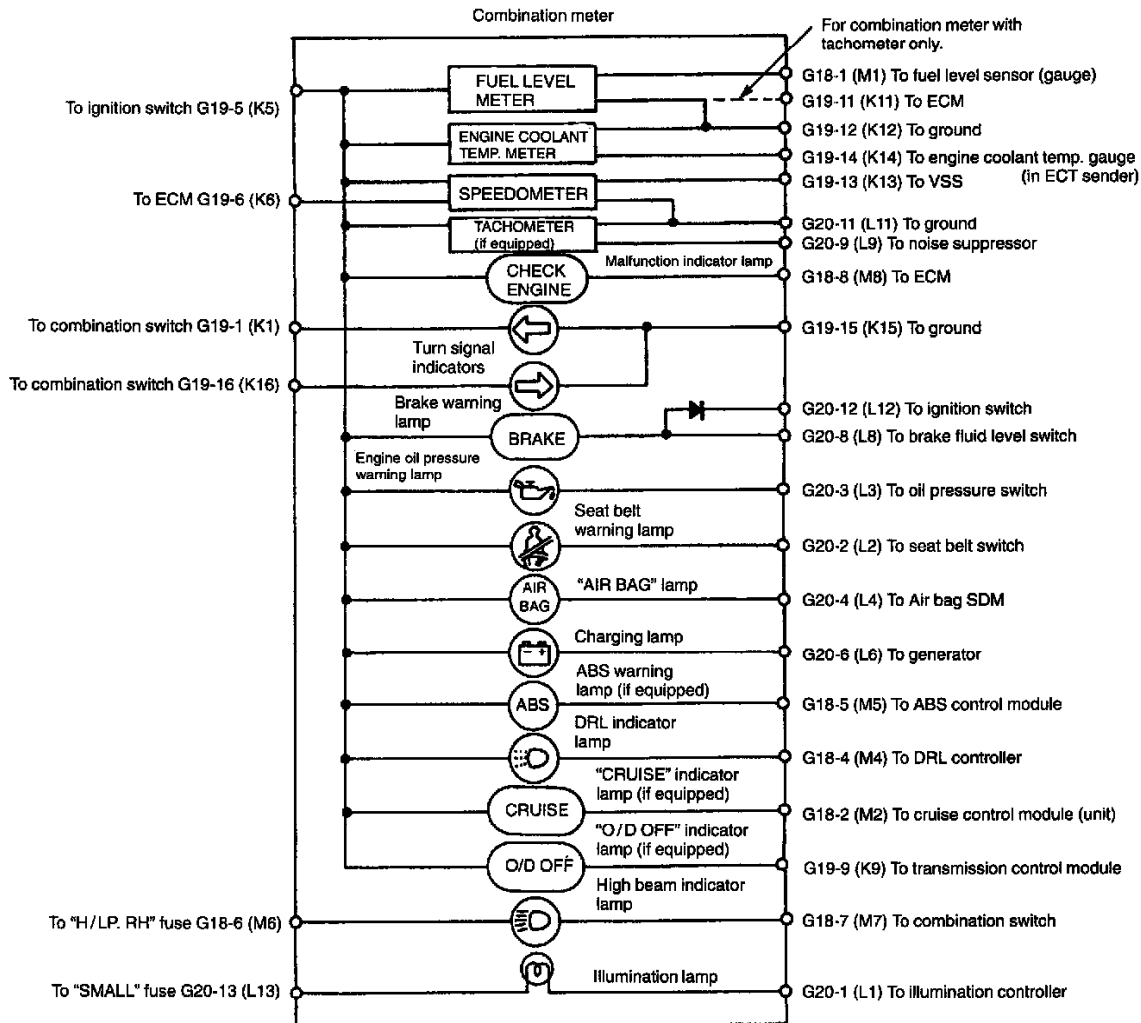 Combination meter
For combination meter with
tachometer only.
To ignition switch G19-5 (K5)
FUEL LEVEL
METER
G18-1 (M1) To fuel level sensor (gauge)
G19-11 (K11) To ECM
G19-12 (K12) To ground
ENGINE COOLANT
TEMP. METER
G19-14 (K14) To engine coolant temp. gauge
(in ECT sender)
G19-13 (K13) To VSS
To ECM G19-6 (K6)
SPEEDOMETER
G20-11 (L11) To ground
TACHOMETER
(if equipped)
G20-9 (L9) To noise suppressor
CHECK
ENGINE
Malfunction indicator lamp
G18-8 (M8) To ECM
To combination switch G19-1 (K1)
G19-15 (K15) To ground
Turn signal
indicators
To combination switch G19-16 (K16)
Brake warning
lamp
BRAKE
G20-12 (L12) To ignition switch
G20-8 (L8) To brake fluid level switch
Engine oil pressure
warning lamp
G20-3 (L3) To oil pressure switch
Seat belt
warning lamp
G20-2 (L2) To seat belt switch
AIR
BAG
“AIR BAG” lamp
G20-4 (L4) To Air bag SDM
Charging lamp
- +
G20-6 (L6) To generator
ABS warning
lamp (if equipped)
ABS
G18-5 (M5) To ABS control module
DRL indicator
lamp
G18-4 (M4) To DRL controller
“CRUISE” indicator
lamp (if equipped)
CRUISE
G18-2 (M2) To cruise control module (unit)
“O/D OFF” indicator
lamp (if equipped)
O/D OFF
G19-9 (K9) To transmission control module
High beam indicator
lamp
To “H/LP. RH” fuse G18-6 (M6)
G18-7 (M7) To combination switch
Illumination lamp
To “SMALL” fuse G20-13 (L13)
G20-1 (L1) To illumination controller